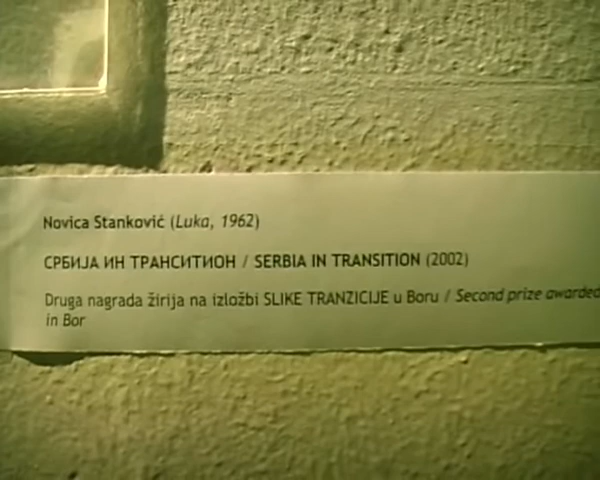 Novica Stanković (Luka, 1962)
СРБИЈА ИН ТРАНСИТИОН / SERBIA IN TRANSITION (2002)
Druga nagrada žirija na izložbi SLIKE TRANZICIJE u Boru / Second prize awarded
in Bor